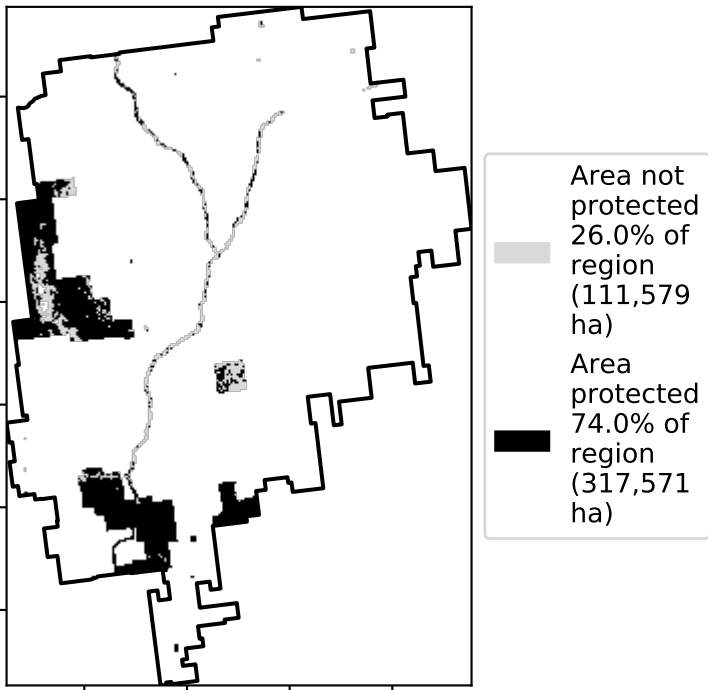 Area not
protected
26.0% of
region
(111,579
ha)
Area
protected
74.0% of
region
(317,571
ha)